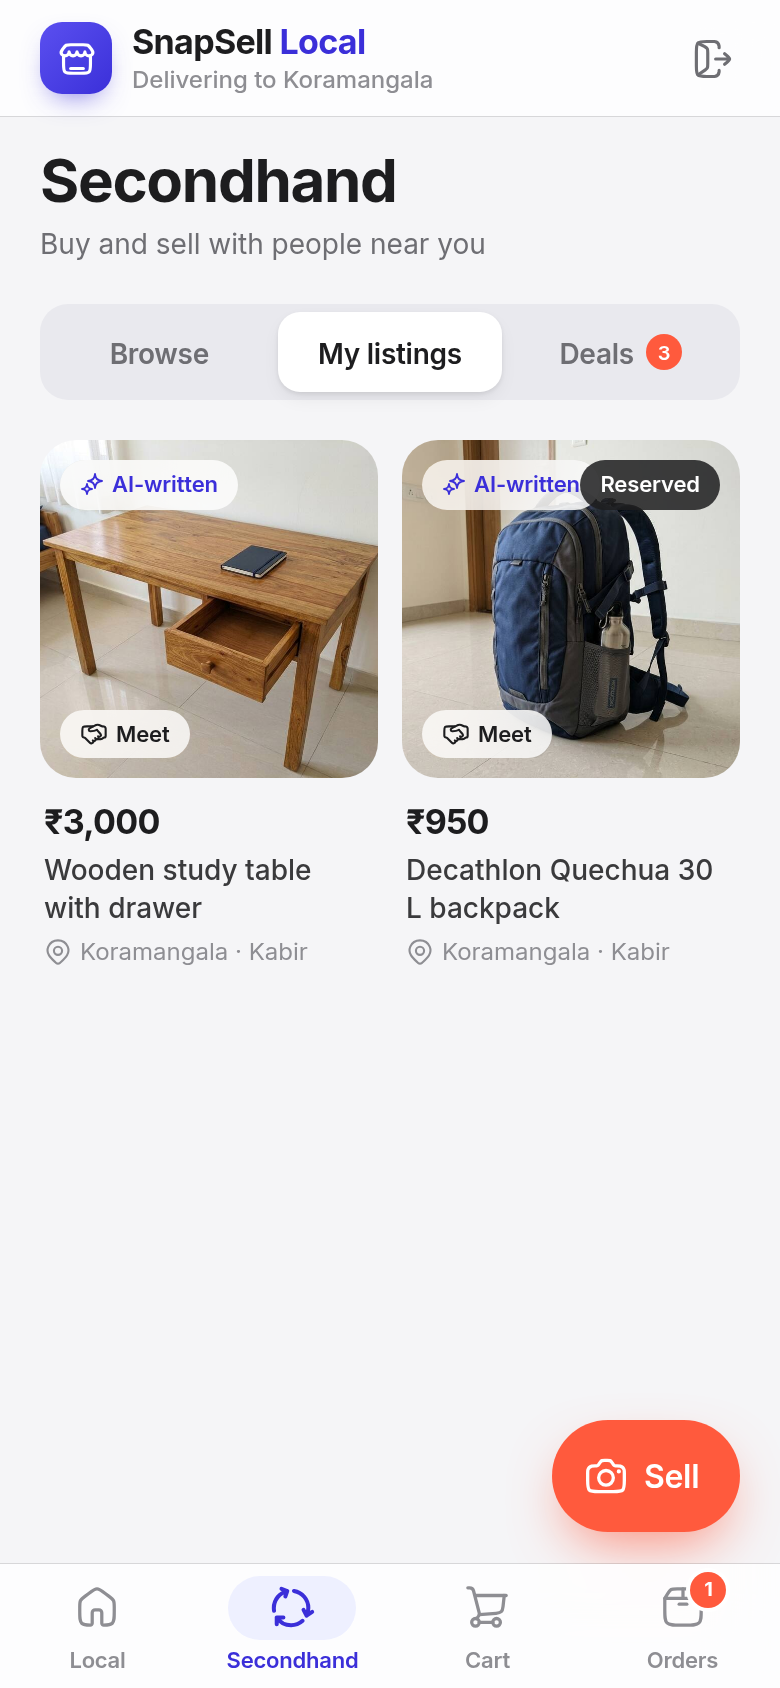 SnapSell Local
Delivering to Koramangala
Secondhand
Buy and sell with people near you
Browse
My listings
Deals 3
AI-written
Meet
₹3,000
Wooden study table
with drawer
Koramangala · Kabir
AI-written
Reserved
Meet
₹950
Decathlon Quechua 30
L backpack
Koramangala · Kabir
Sell
Local
Secondhand
Cart
Orders 1